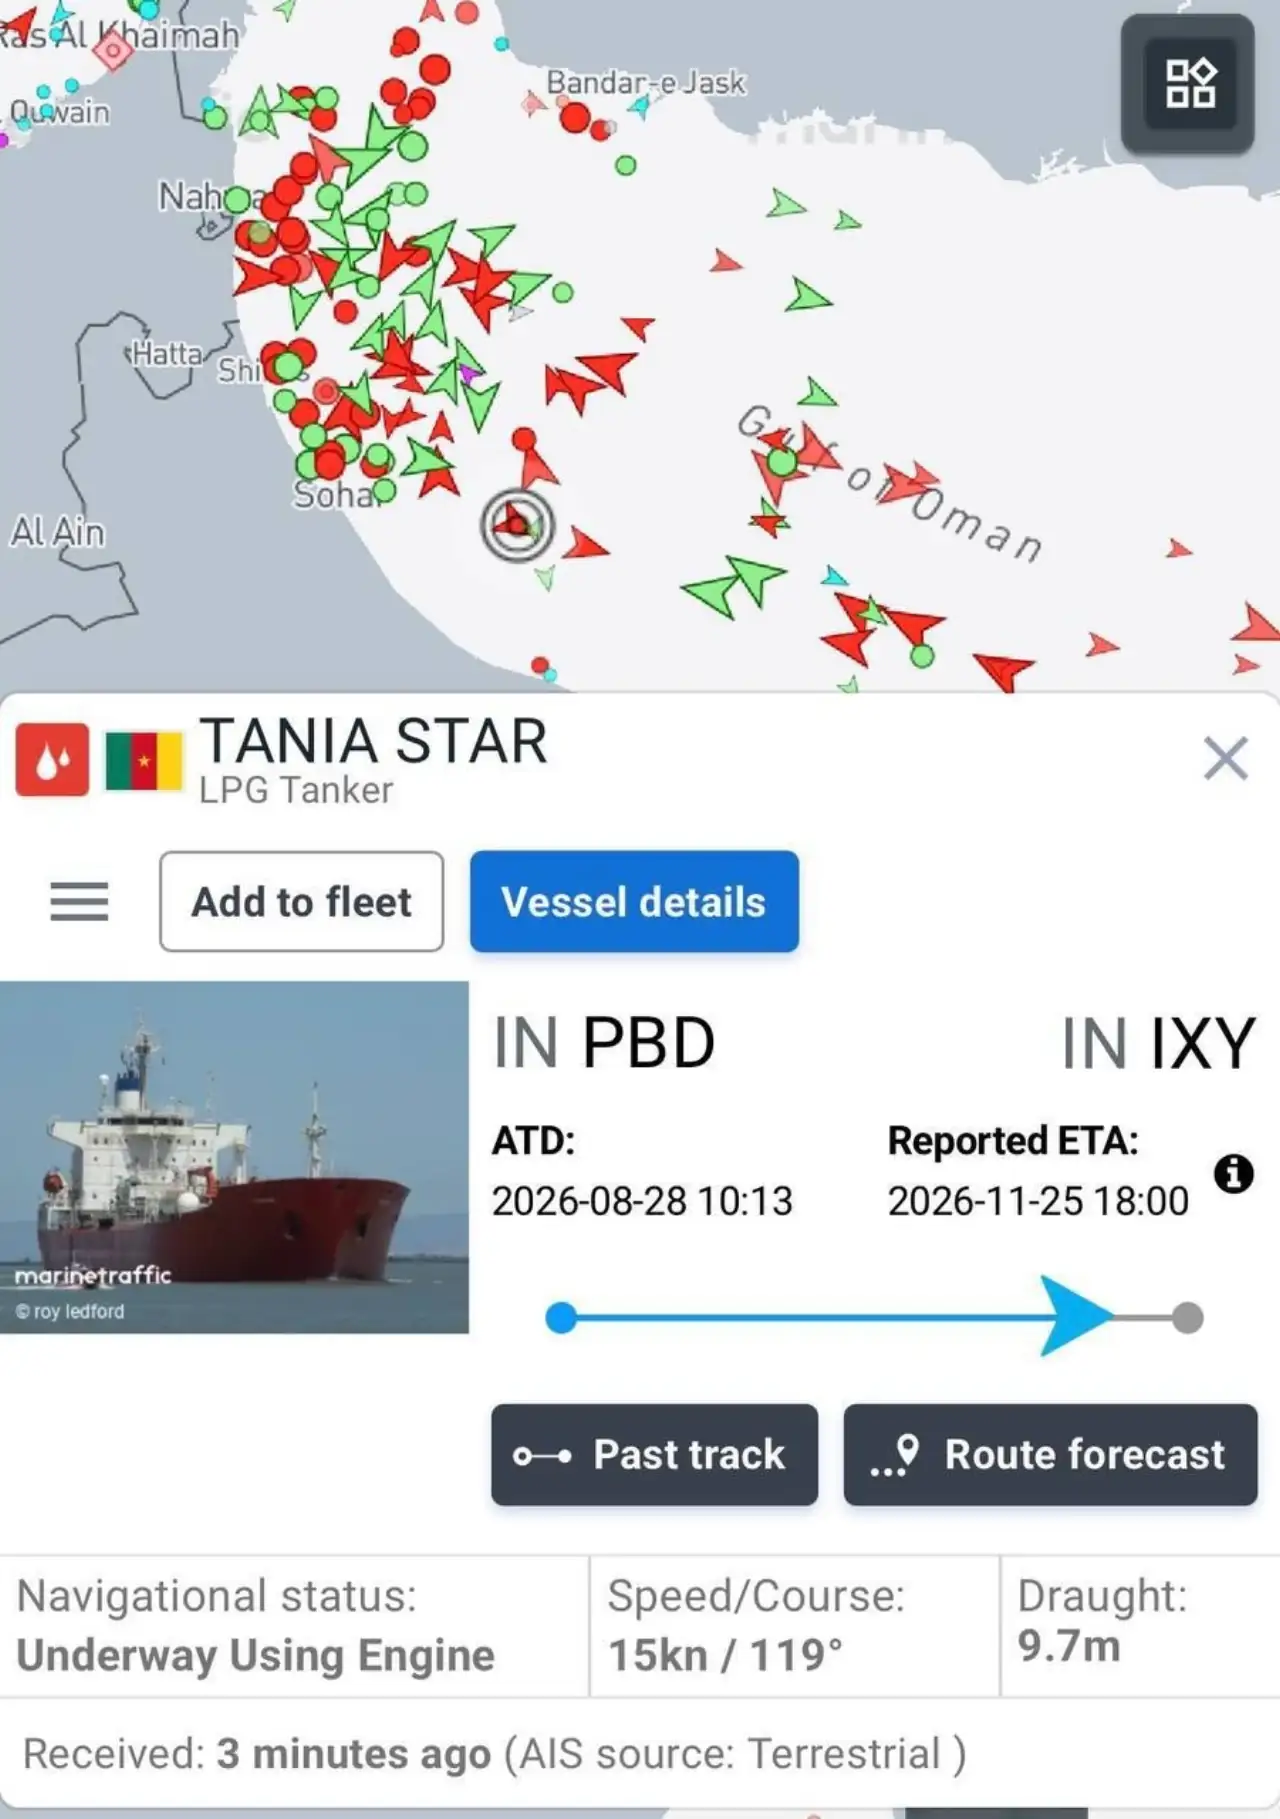 Ras Al Khaimah
Bandar-e Jask
Quwain
Hatta
Gulf of Oman
Sohar
Al Ain
TANIA STAR
LPG Tanker
Add to fleet
Vessel details
IN PBD
IN IXY
ATD:
Reported ETA:
2026-08-28 10:13
2026-11-25 18:00
marinetraffic
© roy ledford
Past track
Route forecast
Navigational status:
Underway Using Engine
Speed/Course:
15kn / 119°
Draught:
9.7m
Received: 3 minutes ago (AIS source: Terrestrial )